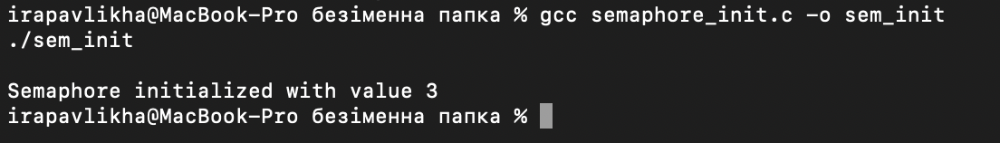 irapavlikha@MacBook-Pro безіменна папка % gcc semaphore_init.c -o sem_init
./sem_init
Semaphore initialized with value 3
irapavlikha@MacBook-Pro безіменна папка %